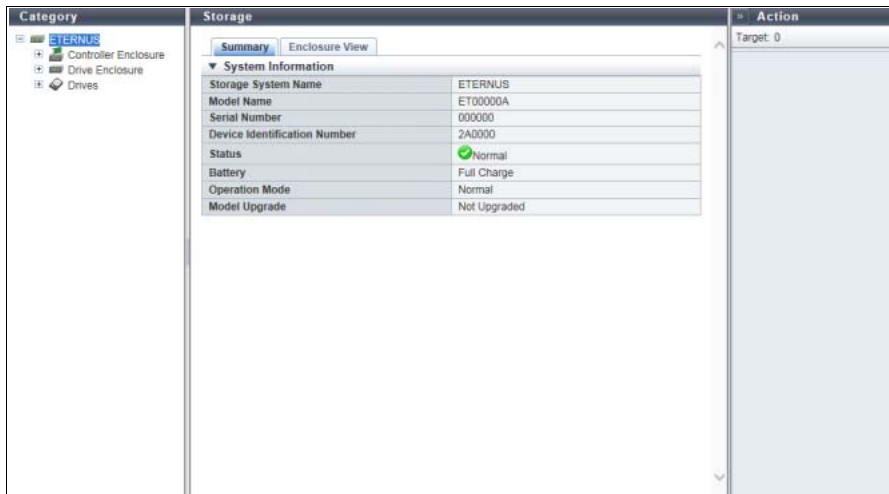 Category
ETERNUS
Controller Enclosure
Drive Enclosure
Drives
Storage
Summary Enclosure View
▼ System Information
Storage System Name ETERNUS
Model Name ET00000A
Serial Number 000000
Device Identification Number 2A0000
Status Normal
Battery Full Charge
Operation Mode Normal
Model Upgrade Not Upgraded
» Action
Target: 0